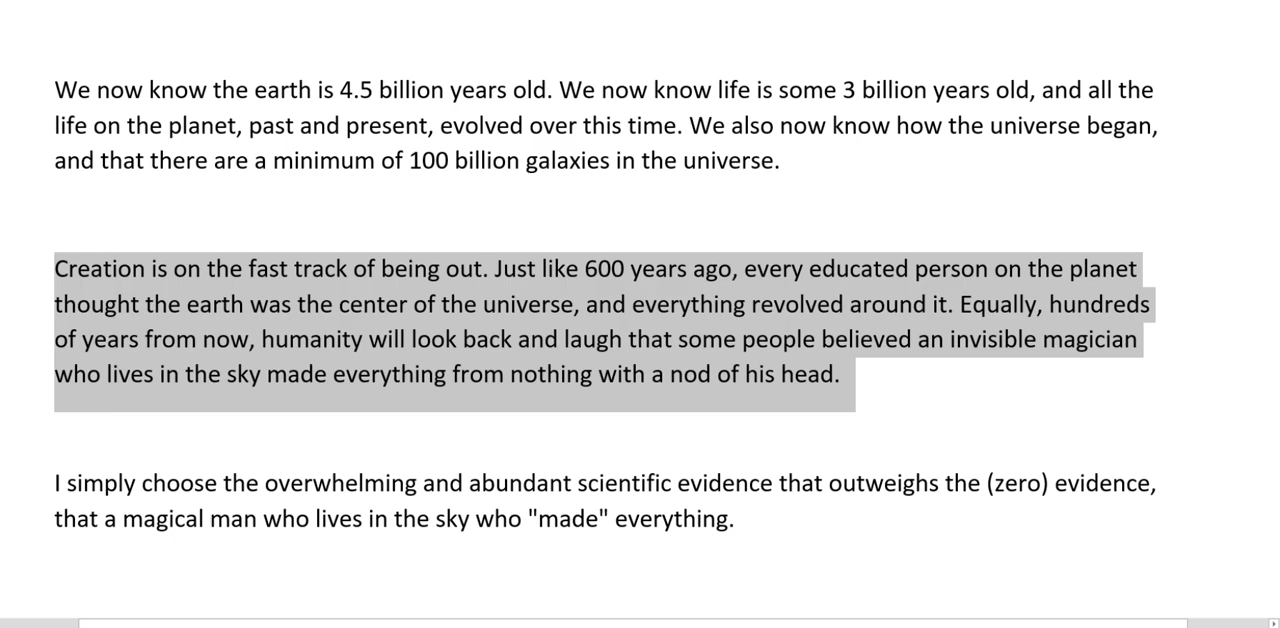 We now know the earth is 4.5 billion years old. We now know life is some 3 billion years old, and all the
life on the planet, past and present, evolved over this time. We also now know how the universe began,
and that there are a minimum of 100 billion galaxies in the universe.
Creation is on the fast track of being out. Just like 600 years ago, every educated person on the planet
thought the earth was the center of the universe, and everything revolved around it. Equally, hundreds
of years from now, humanity will look back and laugh that some people believed an invisible magician
who lives in the sky made everything from nothing with a nod of his head.
I simply choose the overwhelming and abundant scientific evidence that outweighs the (zero) evidence,
that a magical man who lives in the sky who "made" everything.